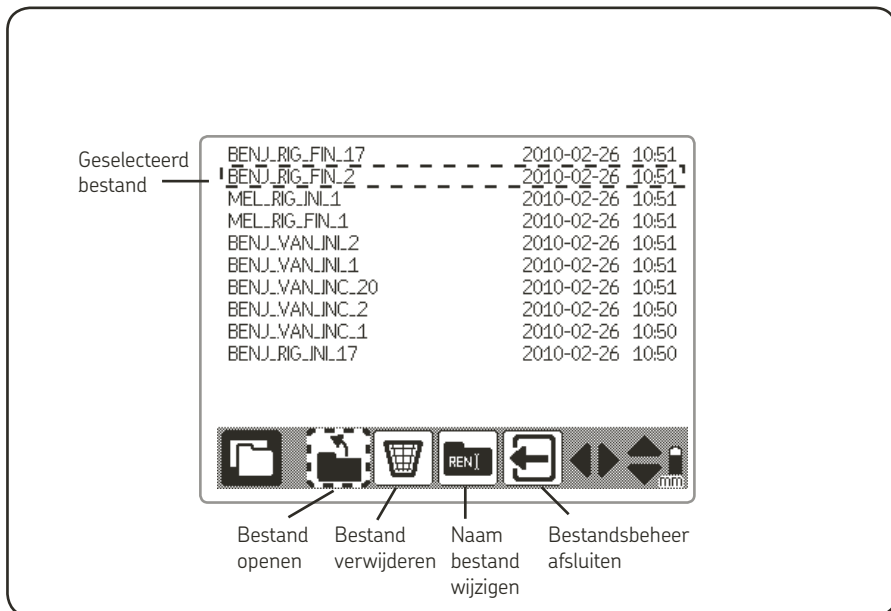 Geselecteerd
bestand
BENJ_RIG_FIN_17 2010-02-26 10:51
BENJ_RIG_FIN_2 2010-02-26 10:51
MEL_RIG_INI_1 2010-02-26 10:51
MEL_RIG_FIN_1 2010-02-26 10:51
BENJ_VAN_INI_2 2010-02-26 10:51
BENJ_VAN_INI_1 2010-02-26 10:51
BENJ_VAN_INC_20 2010-02-26 10:51
BENJ_VAN_INC_2 2010-02-26 10:50
BENJ_VAN_INC_1 2010-02-26 10:50
BENJ_RIG_INI_17 2010-02-26 10:50
REN
mm
Bestand
openen
Bestand
verwijderen
Naam
bestand
wijzigen
Bestandsbeheer
afsluiten